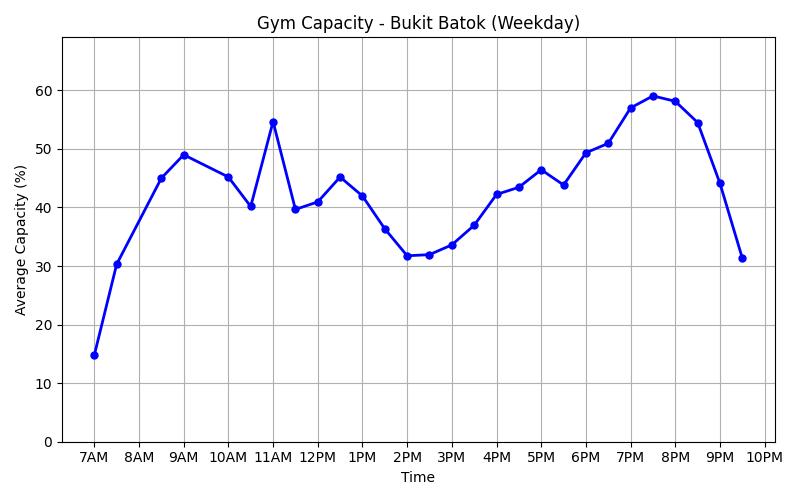 Gym Capacity - Bukit Batok (Weekday)
Average Capacity (%)
60
50
40
30
20
10
0
7AM 8AM 9AM 10AM 11AM 12PM 1PM 2PM 3PM 4PM 5PM 6PM 7PM 8PM 9PM 10PM
Time